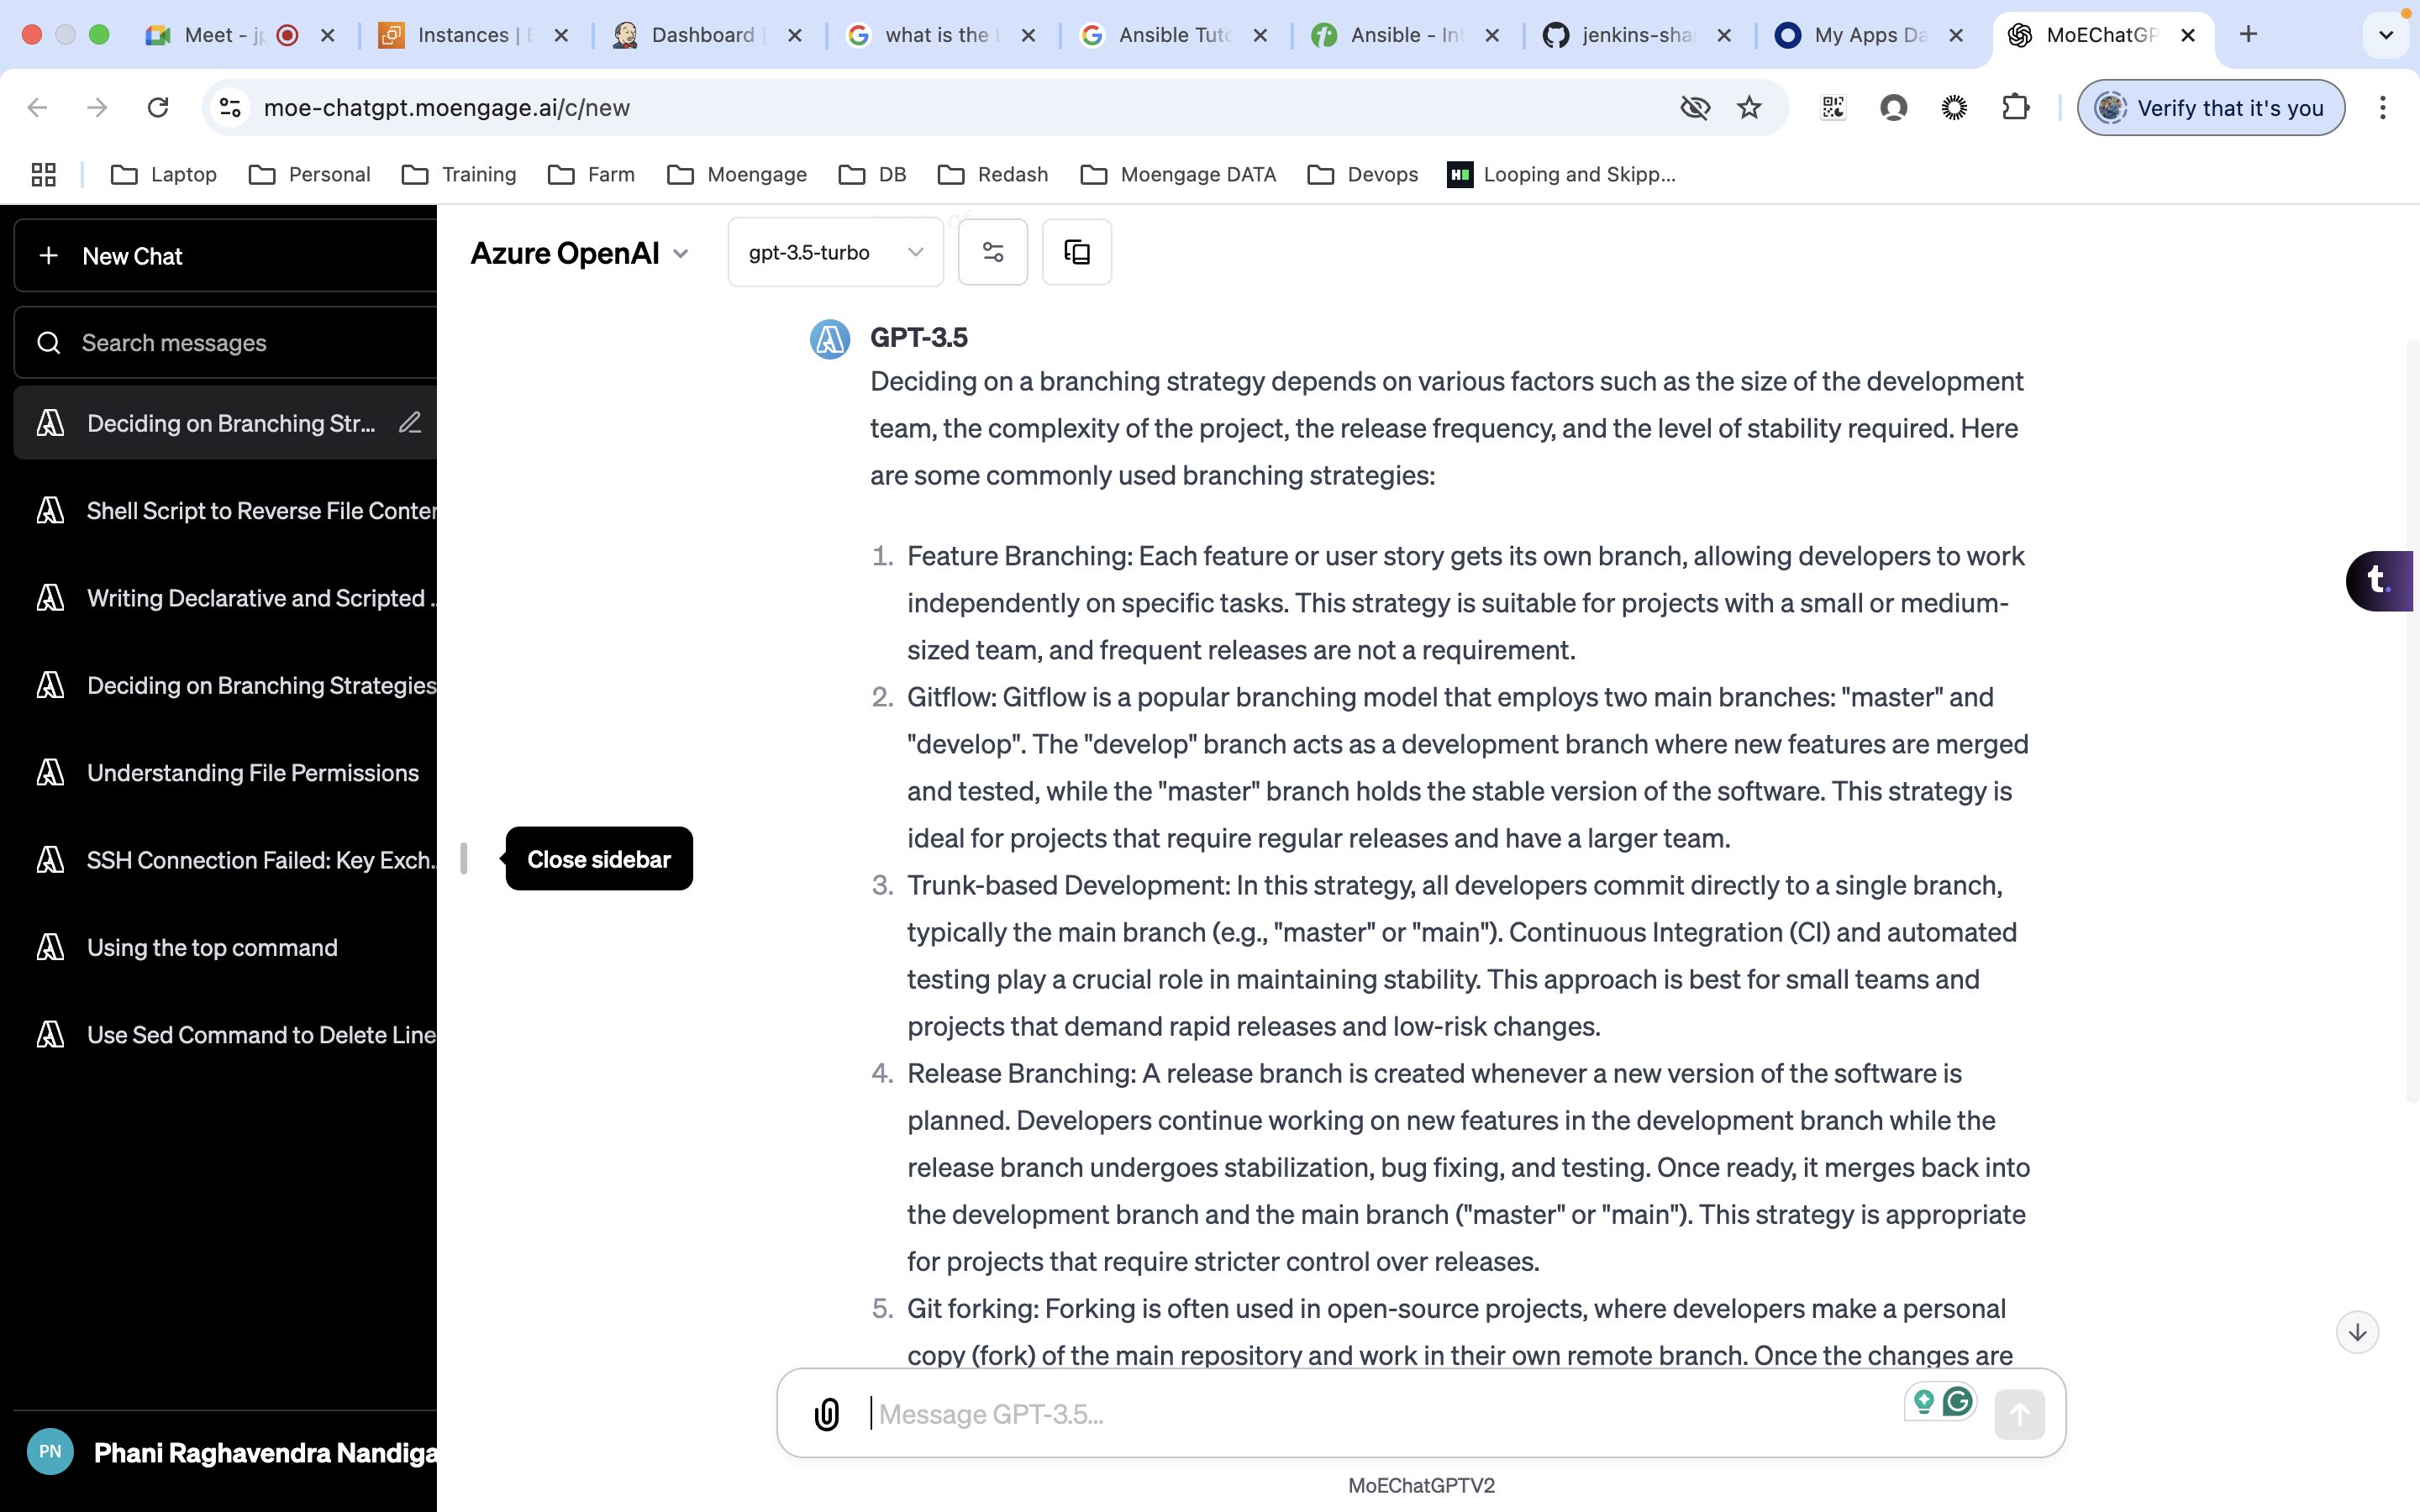 Meet - jp
Instances | E
Dashboard |
what is the b
Ansible Tuto
Ansible - Int
jenkins-shar
My Apps Da
MoEChatGP
moe-chatgpt.moengage.ai/c/new
Verify that it's you
Laptop
Personal
Training
Farm
Moengage
DB
Redash
Moengage DATA
Devops
Looping and Skipp...
New Chat
Search messages
Deciding on Branching Str...
Shell Script to Reverse File Conten
Writing Declarative and Scripted ..
Deciding on Branching Strategies
Understanding File Permissions
SSH Connection Failed: Key Exch..
Using the top command
Use Sed Command to Delete Line
PN
Phani Raghavendra Nandiga
Close sidebar
Azure OpenAI
gpt-3.5-turbo
GPT-3.5
Deciding on a branching strategy depends on various factors such as the size of the development
team, the complexity of the project, the release frequency, and the level of stability required. Here
are some commonly used branching strategies:
1. Feature Branching: Each feature or user story gets its own branch, allowing developers to work
independently on specific tasks. This strategy is suitable for projects with a small or medium-
sized team, and frequent releases are not a requirement.
2. Gitflow: Gitflow is a popular branching model that employs two main branches: "master" and
"develop". The "develop" branch acts as a development branch where new features are merged
and tested, while the "master" branch holds the stable version of the software. This strategy is
ideal for projects that require regular releases and have a larger team.
3. Trunk-based Development: In this strategy, all developers commit directly to a single branch,
typically the main branch (e.g., "master" or "main"). Continuous Integration (CI) and automated
testing play a crucial role in maintaining stability. This approach is best for small teams and
projects that demand rapid releases and low-risk changes.
4. Release Branching: A release branch is created whenever a new version of the software is
planned. Developers continue working on new features in the development branch while the
release branch undergoes stabilization, bug fixing, and testing. Once ready, it merges back into
the development branch and the main branch ("master" or "main"). This strategy is appropriate
for projects that require stricter control over releases.
5. Git forking: Forking is often used in open-source projects, where developers make a personal
copy (fork) of the main repository and work in their own remote branch. Once the changes are
t.
Message GPT-3.5...
MoEChatGPTV2